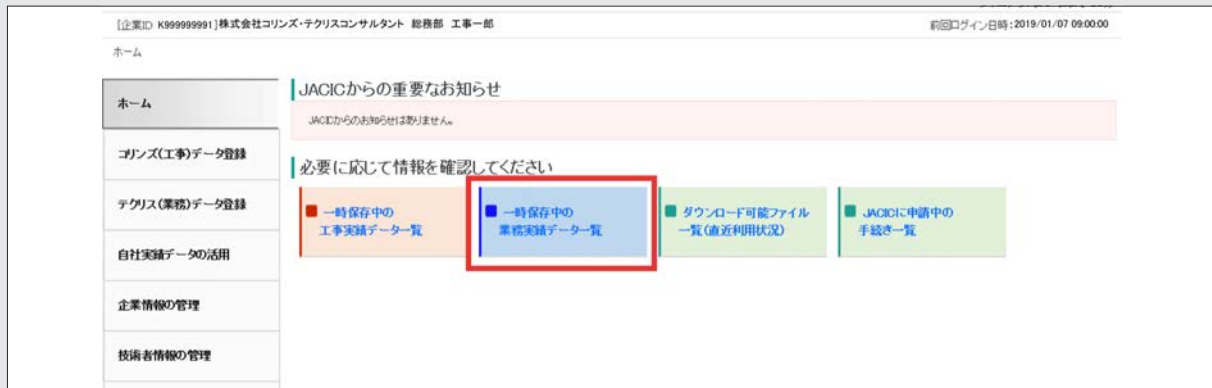 [企業ID K999999991]株式会社コリンズ・テクリスコンサルタント 総務部 工事一郎
前回ログイン日時:2019/01/07 09:00:00
ホーム
ホーム
コリンズ(工事)データ登録
テクリス(業務)データ登録
自社実績データの活用
企業情報の管理
技術者情報の管理
JACICからの重要なお知らせ
JACICからのお知らせはありません。
必要に応じて情報を確認してください
一時保存中の
工事実績データ一覧
一時保存中の
業務実績データ一覧
ダウンロード可能ファイル
一覧(直近利用状況)
JACICに申請中の
手続き一覧